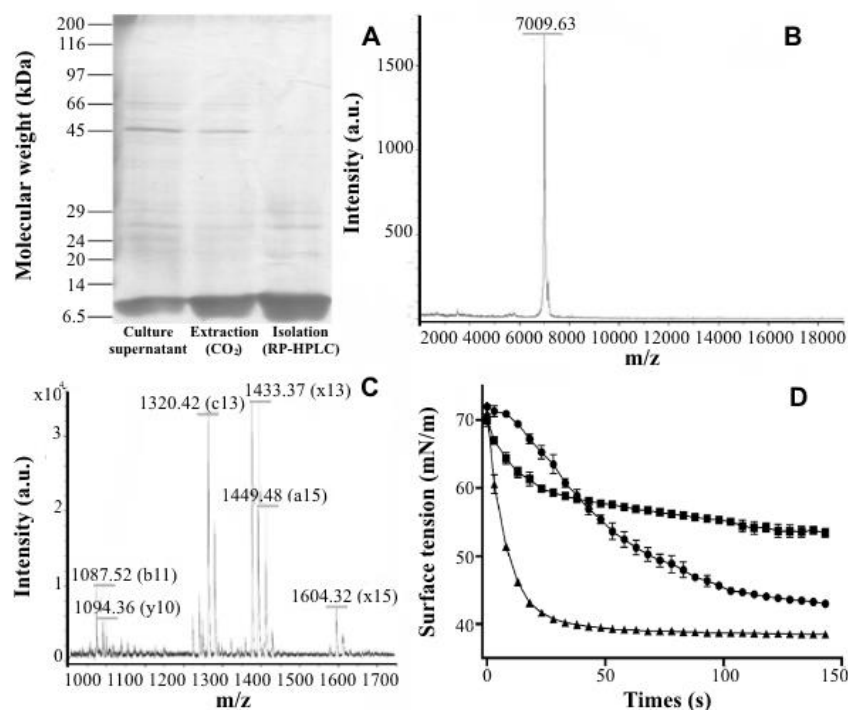 A
Molecular weight (kDa)
200
116
97
66
45
29
24
20
14
6.5
Culture supernatant
Extraction (CO₂)
Isolation (RP-HPLC)
B
7009.63
Intensity (a.u.)
1500
1000
500
2000 4000 6000 8000 10000 12000 14000 16000 18000
m/z
C
x10⁴
1320.42 (c13)
1433.37 (x13)
1449.48 (a15)
1087.52 (b11)
1094.36 (y10)
1604.32 (x15)
Intensity (a.u.)
3
2
1
0
1000 1100 1200 1300 1400 1500 1600 1700
m/z
D
Surface tension (mN/m)
70
60
50
40
0 50 100 150
Times (s)